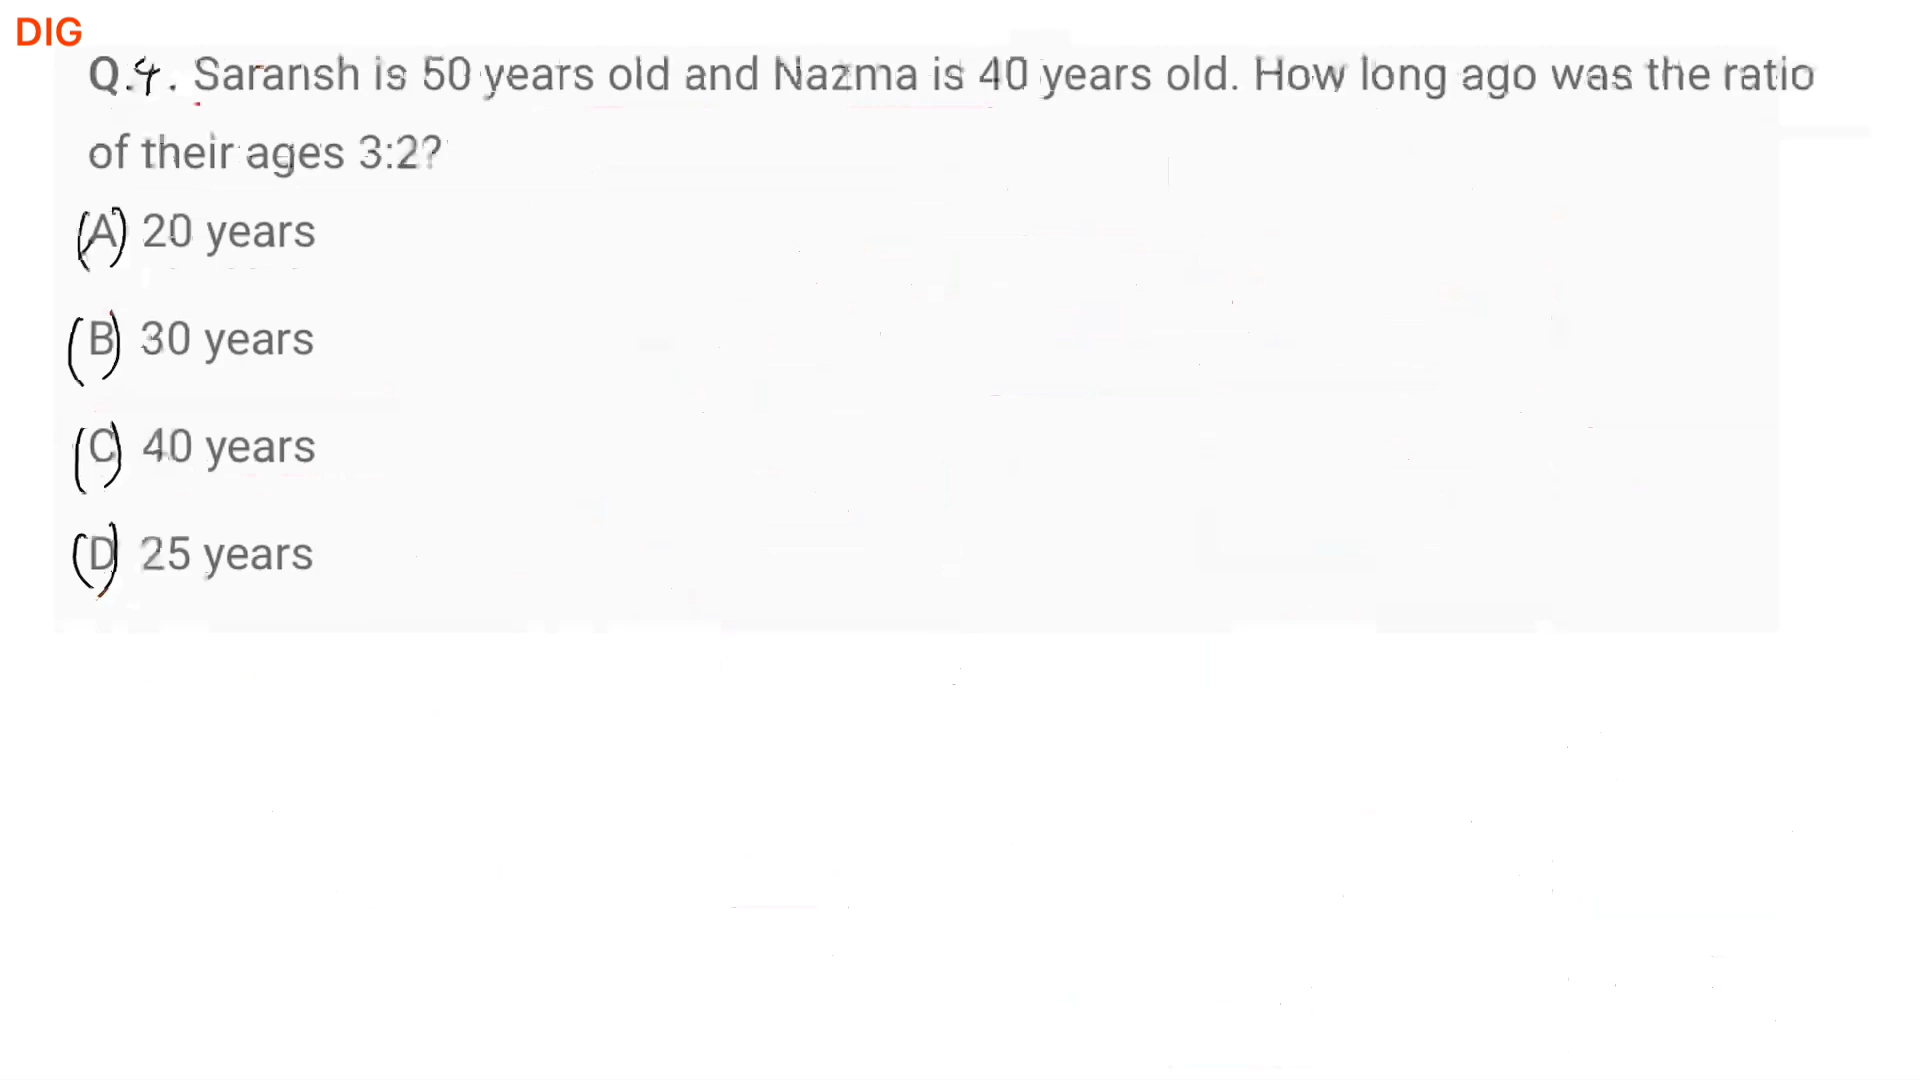 DIG
Q.4. Saransh is 50 years old and Nazma is 40 years old. How long ago was the ratio
of their ages 3:2?
(A) 20 years
(B) 30 years
(C) 40 years
(D) 25 years